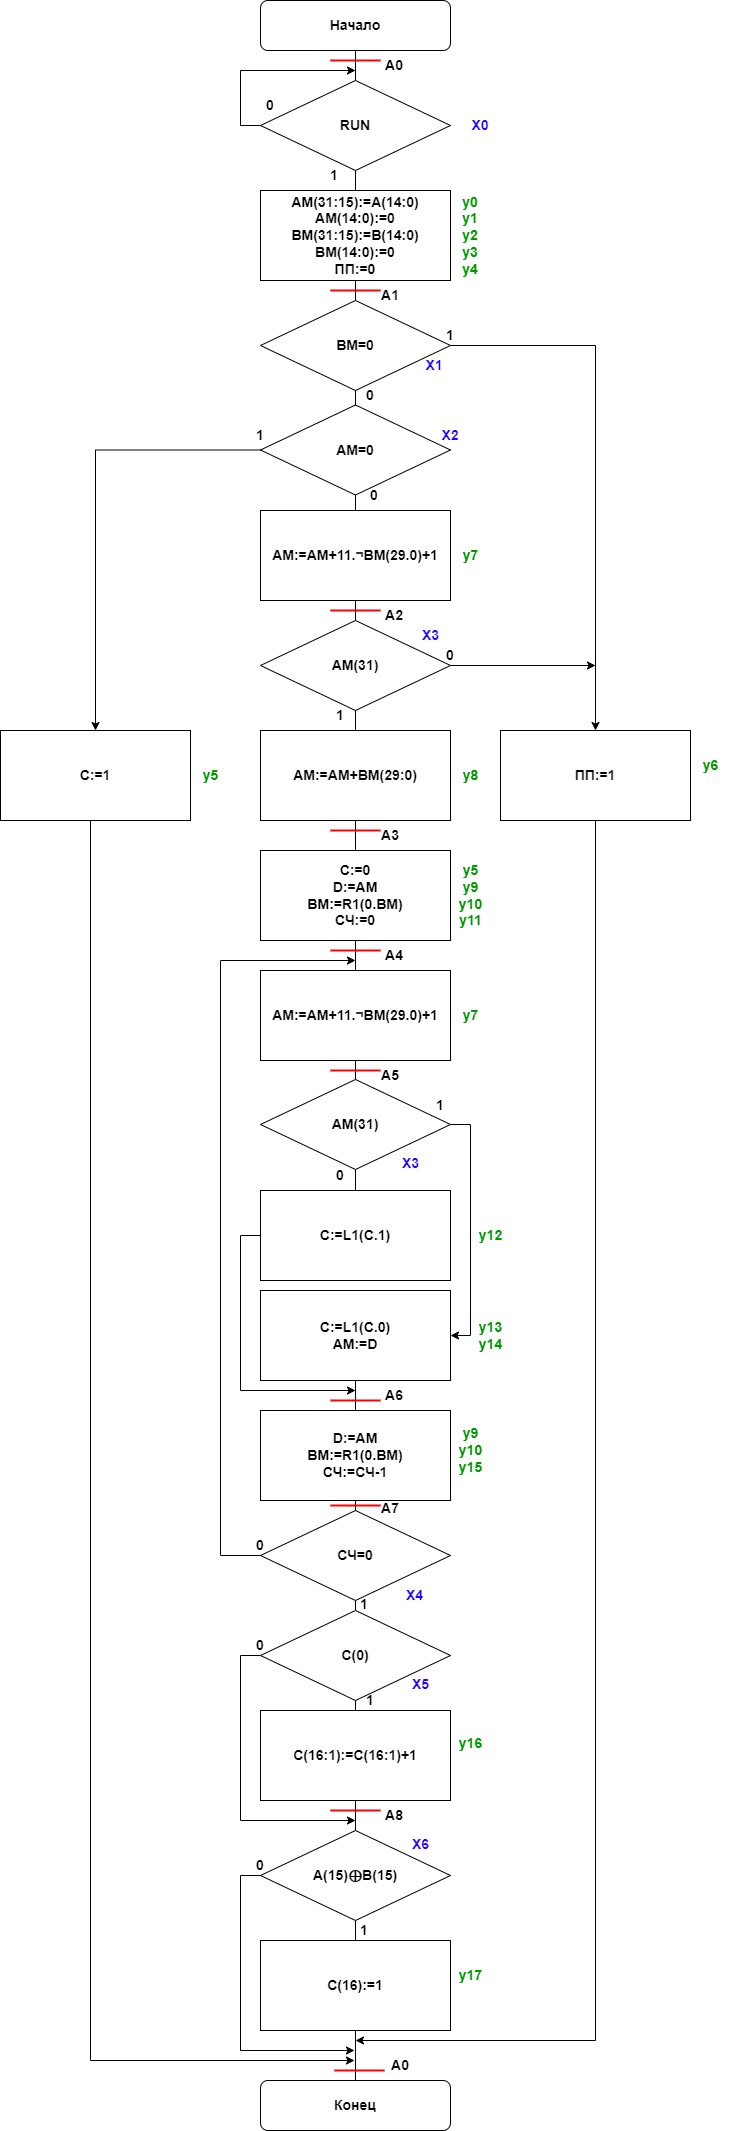 Начало
A0
0
RUN
X0
1
AM(31:15):=A(14:0)
y0
AM(14:0):=0
y1
BM(31:15):=B(14:0)
y2
BM(14:0):=0
y3
ПП:=0
y4
A1
1
BM=0
X1
0
1
X2
AM=0
0
AM:=AM+11.¬BM(29.0)+1
y7
A2
X3
0
AM(31)
1
C:=1
y5
AM:=AM+BM(29:0)
y8
ПП:=1
y6
A3
C:=0
y5
D:=AM
y9
BM:=R1(0.BM)
y10
СЧ:=0
y11
A4
AM:=AM+11.¬BM(29.0)+1
y7
A5
1
AM(31)
X3
0
C:=L1(C.1)
y12
C:=L1(C.0)
y13
AM:=D
y14
A6
D:=AM
y9
BM:=R1(0.BM)
y10
СЧ:=СЧ-1
y15
A7
0
СЧ=0
X4
1
0
C(0)
X5
1
C(16:1):=C(16:1)+1
y16
A8
X6
0
A(15)⨁B(15)
1
C(16):=1
y17
A0
Конец